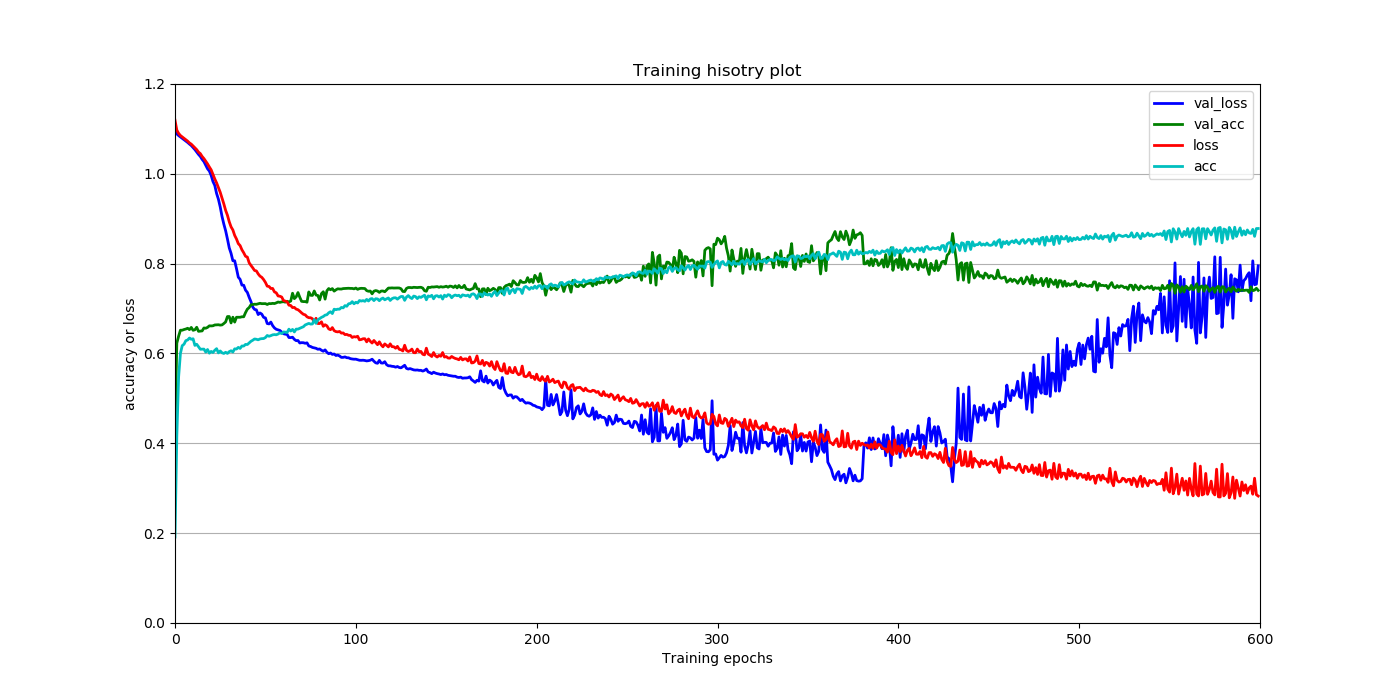 Training hisotry plot
1.2
1.0
0.8
0.6
0.4
0.2
0.0
accuracy or loss
val_loss
val_acc
loss
acc
0 100 200 300 400 500 600
Training epochs